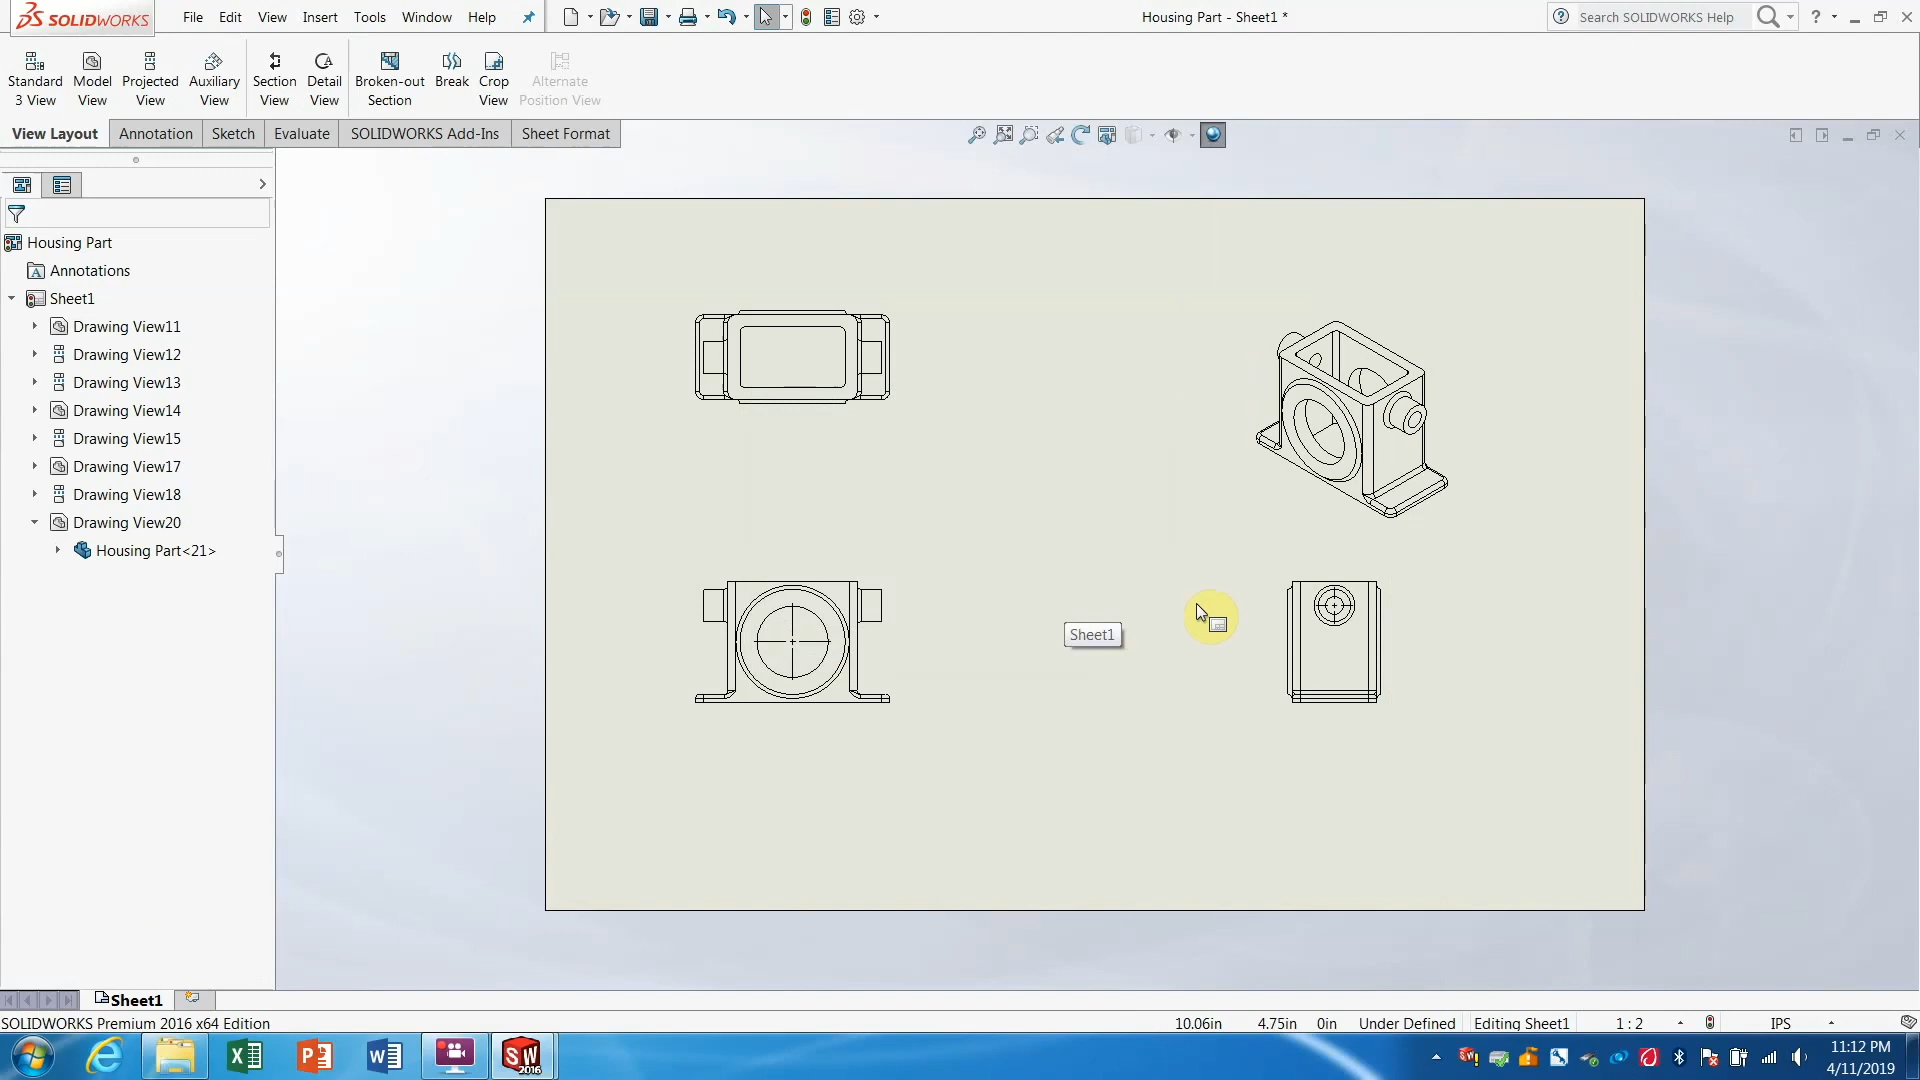 SOLIDWORKS
File Edit View Insert Tools Window Help
Housing Part - Sheet1 *
Search SOLIDWORKS Help
Standard 3 View
Model View
Projected View
Auxiliary View
Section View
Detail View
Broken-out Section
Break
Crop View
Alternate Position View
View Layout Annotation Sketch Evaluate SOLIDWORKS Add-Ins Sheet Format
Housing Part
Annotations
Sheet1
Drawing View11
Drawing View12
Drawing View13
Drawing View14
Drawing View15
Drawing View17
Drawing View18
Drawing View20
Housing Part<21>
Sheet1
Sheet1
SOLIDWORKS Premium 2016 x64 Edition
10.06in 4.75in 0in Under Defined Editing Sheet1 1 : 2 IPS
SW 2016
11:12 PM
4/11/2019